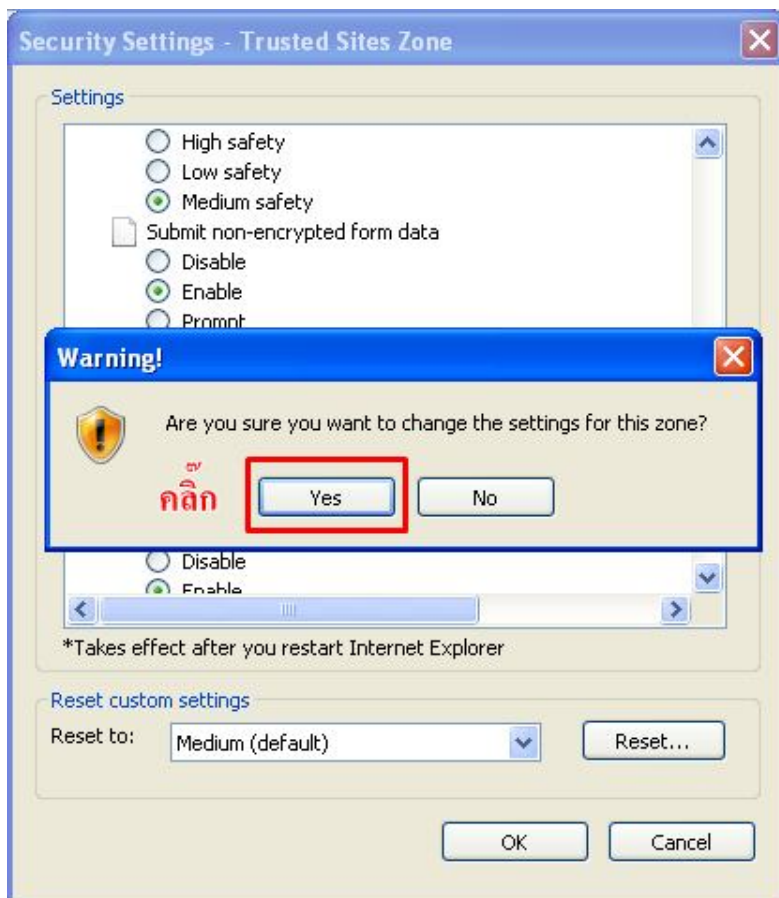 Security Settings - Trusted Sites Zone
Settings
High safety
Low safety
Medium safety
Submit non-encrypted form data
Disable
Enable
Prompt
Warning!
Are you sure you want to change the settings for this zone?
คลิ๊ก
Yes
No
Disable
Enable
*Takes effect after you restart Internet Explorer
Reset custom settings
Reset to:
Medium (default)
Reset...
OK
Cancel